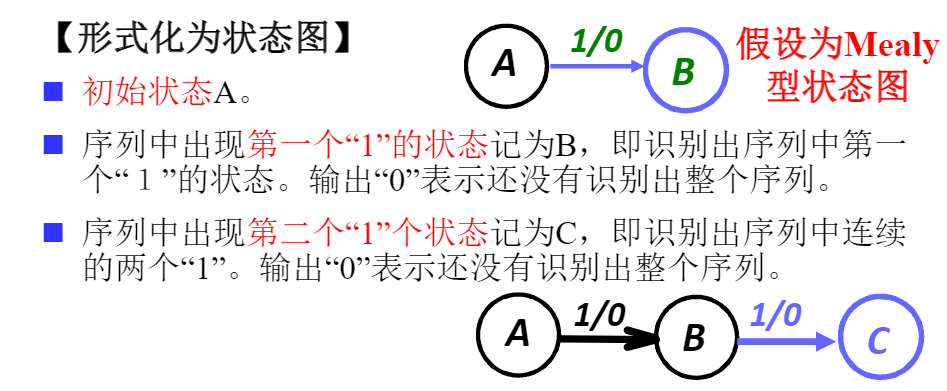 【形式化为状态图】
A 1/0 B
假设为Mealy
型状态图
初始状态A。
序列中出现第一个“1”的状态记为B，即识别出序列中第一
个“１”的状态。输出“0”表示还没有识别出整个序列。
序列中出现第二个“1”个状态记为C，即识别出序列中连续
的两个“1”。输出“0”表示还没有识别出整个序列。
A 1/0 B 1/0 C